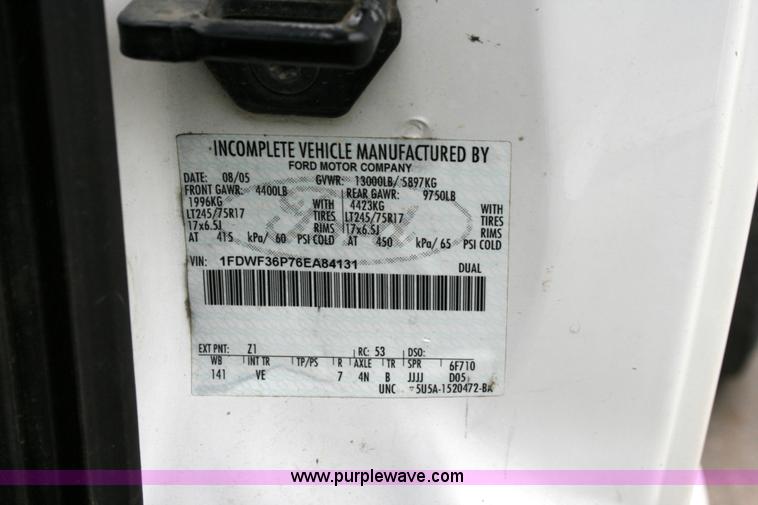 INCOMPLETE VEHICLE MANUFACTURED BY
FORD MOTOR COMPANY
DATE: 08/05 GVWR: 13000LB/ 5897KG
FRONT GAWR: 4400LB REAR GAWR: 9750LB
1996KG WITH 4423KG WITH
LT245/75R17 TIRES LT245/75R17 TIRES
17x6.5J RIMS 17x6.5J RIMS
AT 415 kPa/ 60 PSI COLD AT 450 kPa/ 65 PSI COLD
VIN: 1FDWF36P76EA84131 DUAL
EXT PNT: Z1 RC: 53 DSO:
WB INT TR TP/PS R AXLE TR SPR 6F710
141 VE 7 4N B JJJJ D05
UNC 5U5A-1520472-BA
www.purplewave.com